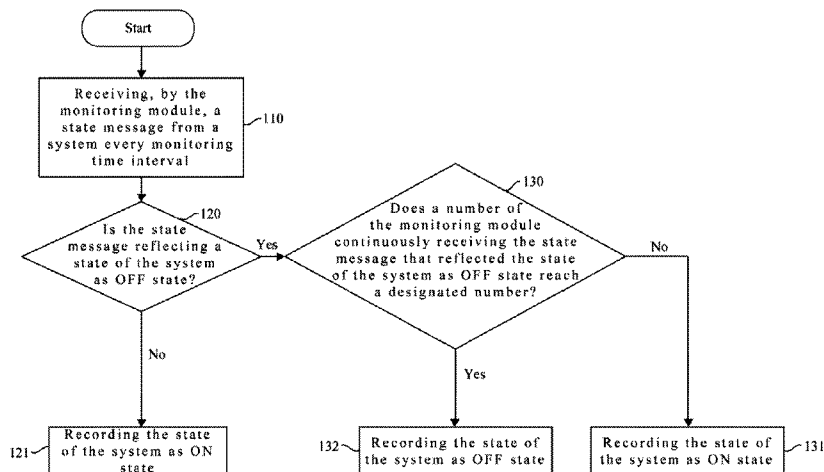 Start
Receiving, by the
monitoring module, a
state message from a
system every monitoring
time interval
110
120
Is the state
message reflecting a
state of the system
as OFF state?
Yes
130
Does a number of
the monitoring module
continuously receiving the state
message that reflected the state
of the system as OFF state reach
a designated number?
No
No
Yes
121
Recording the state
of the system as ON
state
132
Recording the state of
the system as OFF state
Recording the state of
the system as ON state
131